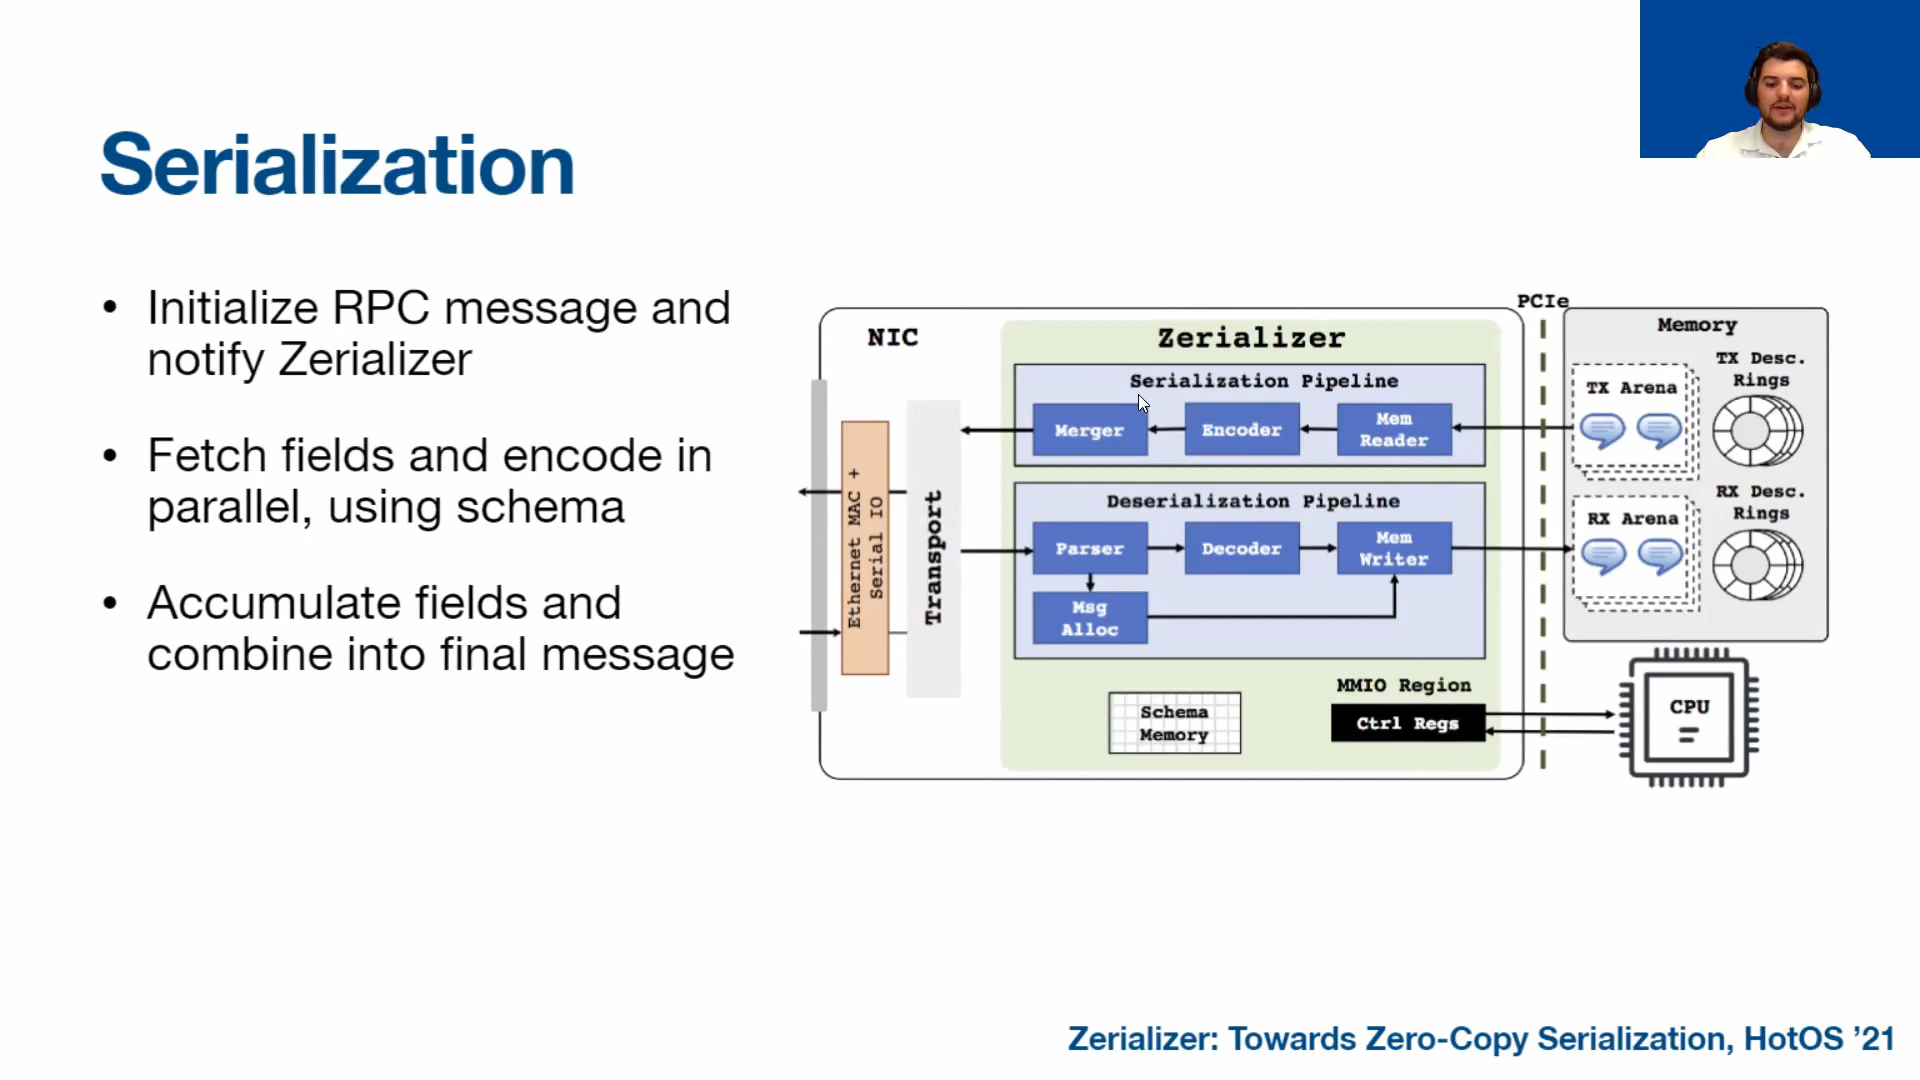 Serialization
• Initialize RPC message and
notify Zerializer
• Fetch fields and encode in
parallel, using schema
• Accumulate fields and
combine into final message
NIC
Ethernet MAC +
Serial IO
Transport
Zerializer
Serialization Pipeline
Merger
Encoder
Mem
Reader
Deserialization Pipeline
Parser
Decoder
Mem
Writer
Msg
Alloc
Schema
Memory
MMIO Region
Ctrl Regs
PCIe
Memory
TX Arena
TX Desc.
Rings
RX Arena
RX Desc.
Rings
CPU
Zerializer: Towards Zero-Copy Serialization, HotOS ’21